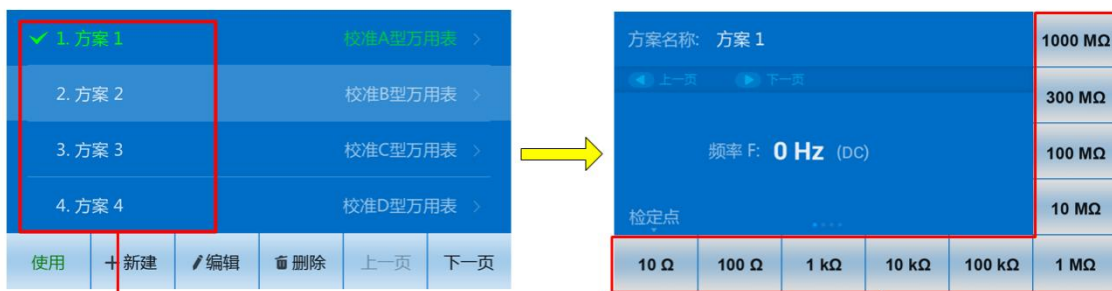 1. 方案 1 校准A型万用表
2. 方案 2 校准B型万用表
3. 方案 3 校准C型万用表
4. 方案 4 校准D型万用表
使用 新建 编辑 删除 上一页 下一页
方案名称: 方案 1
上一页 下一页
频率 F: 0 Hz (DC)
检定点
1000 MΩ
300 MΩ
100 MΩ
10 MΩ
10 Ω 100 Ω 1 kΩ 10 kΩ 100 kΩ 1 MΩ